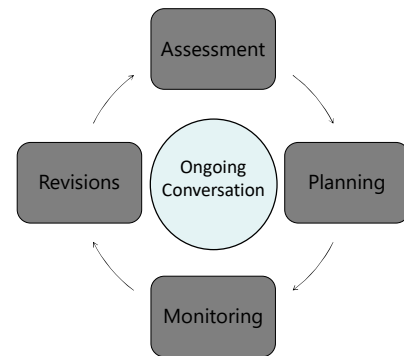 Assessment
Revisions
Ongoing
Conversation
Planning
Monitoring